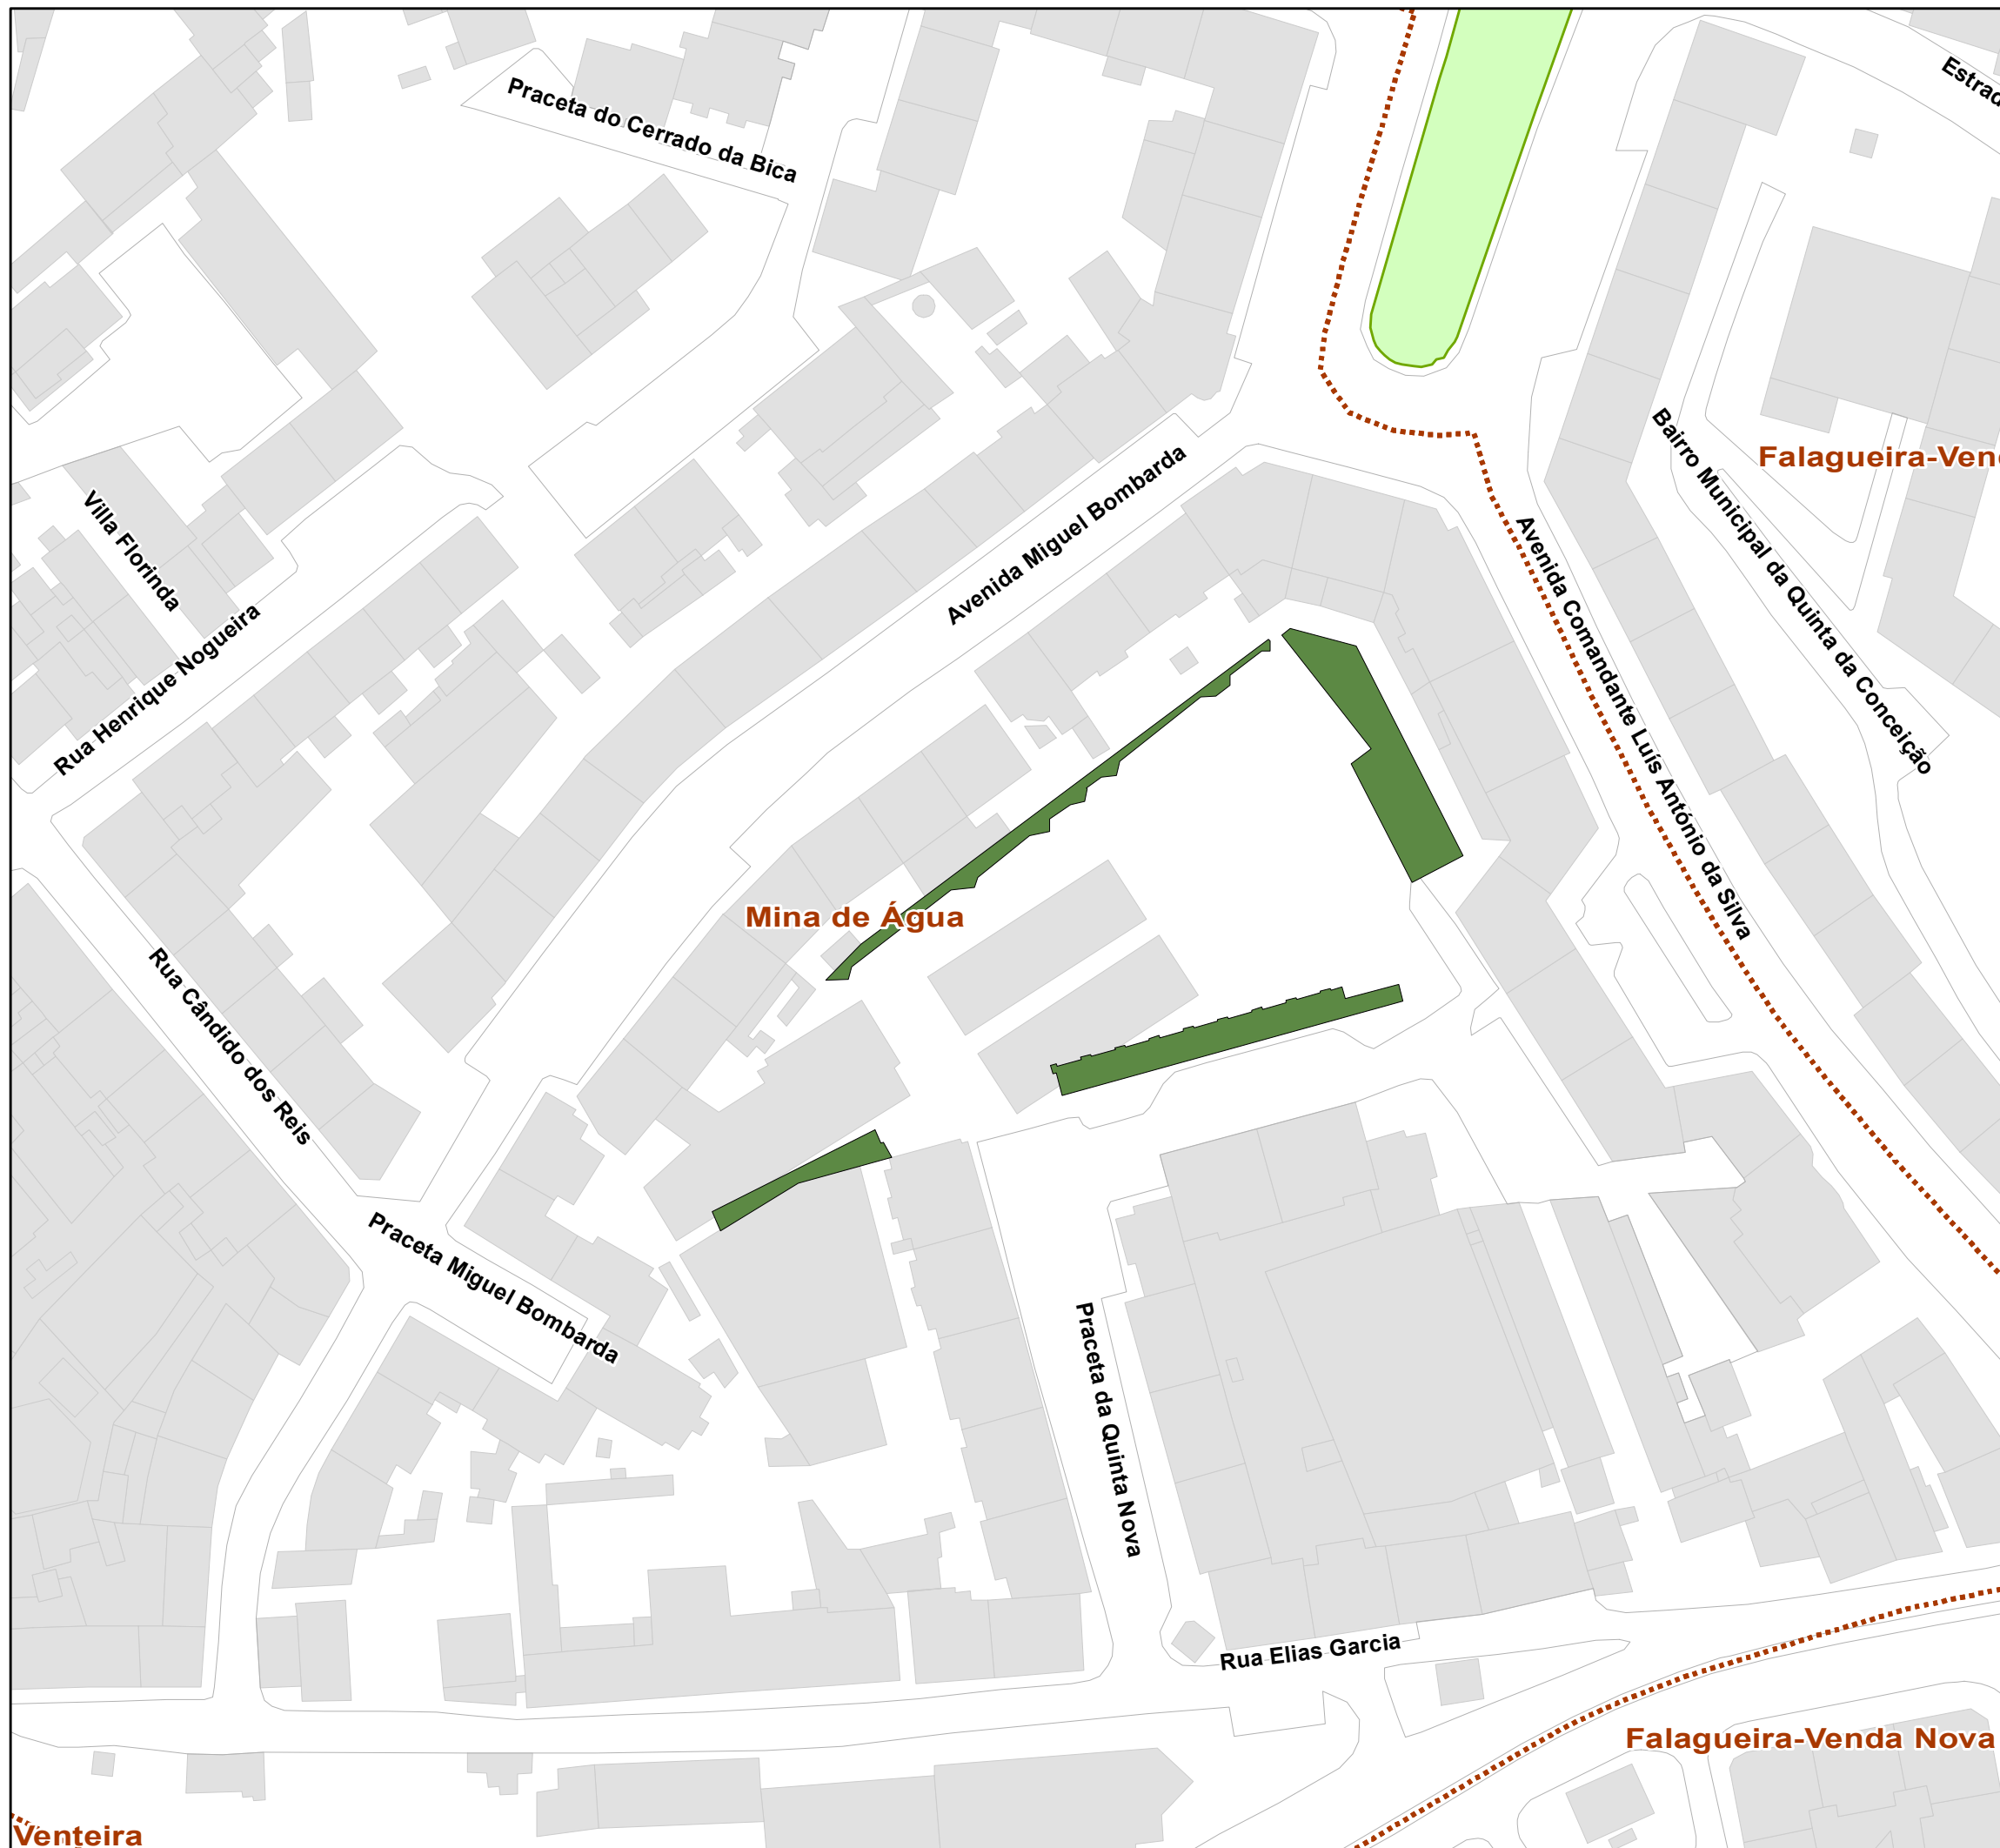 Estrad
Praceta do Cerrado da Bica
Falagueira-Ven
Bairro Municipal da Quinta da Conceição
Avenida Miguel Bombarda
Villa Florinda
Avenida Comandante Luís António da Silva
Rua Henrique Nogueira
Mina de Água
Rua Cândido dos Reis
Praceta Miguel Bombarda
Praceta da Quinta Nova
Rua Elias Garcia
Falagueira-Venda Nova
Venteira